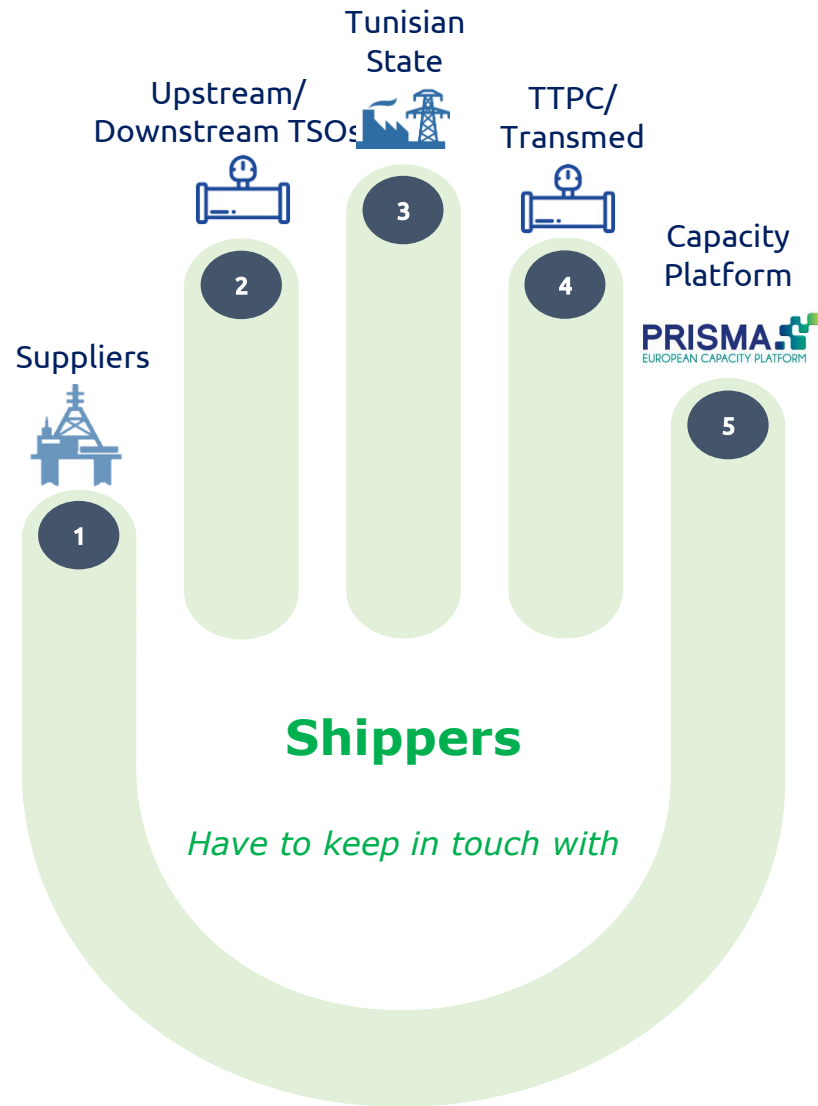 Tunisian
State
Upstream/
Downstream TSOs
TTPC/
Transmed
3
Capacity
Platform
2
4
PRISMA
EUROPEAN CAPACITY PLATFORM
Suppliers
5
1
Shippers
Have to keep in touch with